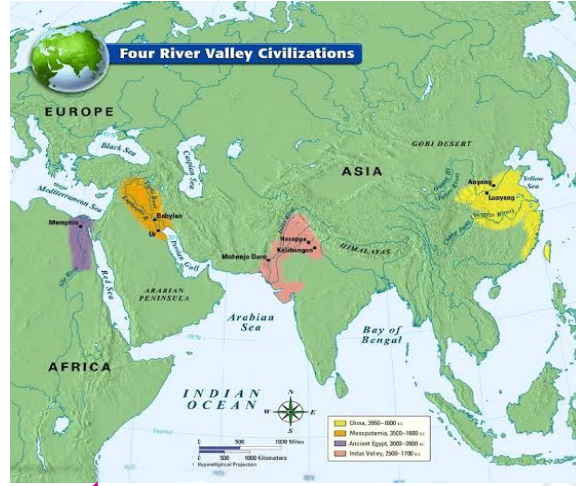 Four River Valley Civilizations
EUROPE
Black Sea
Caspian Sea
Mediterranean Sea
ASIA
GOBI DESERT
Anyang
Luoyang
Yellow
Sea
Memphis
Babylon
Ur
Persian Gulf
Harappa
Kalibangan
Mohenjo Daro
HIMALAYAS
Red Sea
ARABIAN
PENINSULA
Arabian
Sea
Bay of
Bengal
AFRICA
INDIAN
OCEAN
N
W
E
S
0 500 1000 Miles
0 500 1000 Kilometers
China, 2950–1000 B.C.
Mesopotamia, 3500–1600 B.C.
Ancient Egypt, 3000–2000 B.C.
Indus Valley, 2500–1700 B.C.